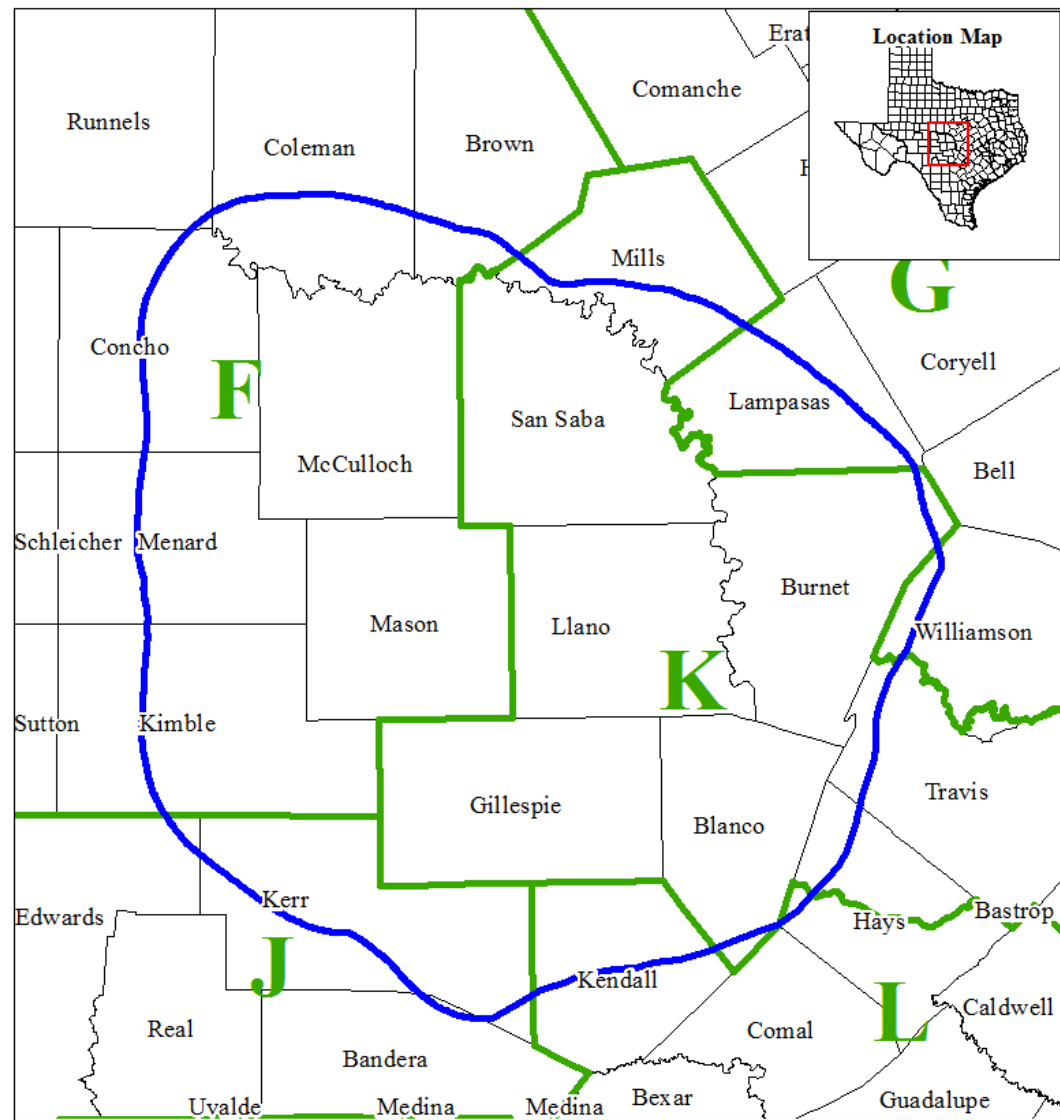 Erat
Location Map
Comanche
Runnels
Brown
Coleman
H
Mills
G
Concho
Coryell
F
Lampasas
San Saba
McCulloch
Bell
Schleicher
Menard
Burnet
Mason
Llano
Williamson
K
Sutton
Kimble
Travis
Gillespie
Blanco
Kerr
Edwards
Hays
Bastrop
J
Kendall
L
Caldwell
Real
Comal
Bandera
Uvalde
Medina
Medina
Bexar
Guadalupe